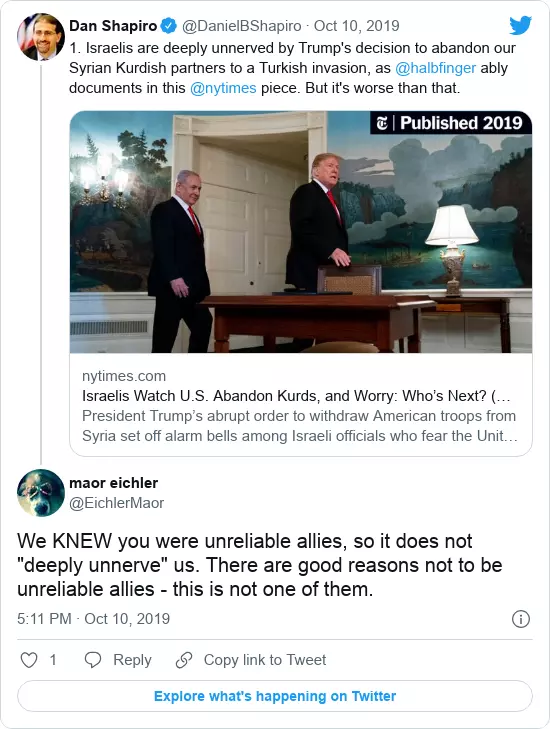 Dan Shapiro @DanielBShapiro · Oct 10, 2019
1. Israelis are deeply unnerved by Trump's decision to abandon our
Syrian Kurdish partners to a Turkish invasion, as @halbfinger ably
documents in this @nytimes piece. But it's worse than that.
Published 2019
nytimes.com
Israelis Watch U.S. Abandon Kurds, and Worry: Who's Next? (...
President Trump's abrupt order to withdraw American troops from
Syria set off alarm bells among Israeli officials who fear the Unit...
maor eichler
@EichlerMaor
We KNEW you were unreliable allies, so it does not
"deeply unnerve" us. There are good reasons not to be
unreliable allies - this is not one of them.
5:11 PM · Oct 10, 2019
1 Reply Copy link to Tweet
Explore what's happening on Twitter